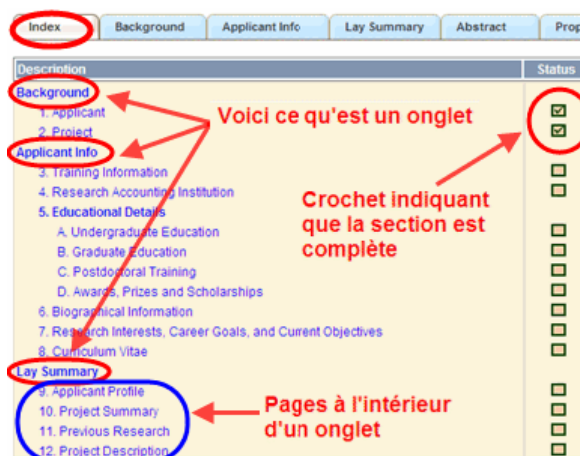 Index Background Applicant Info Lay Summary Abstract Prop
Description Status
Background
1. Applicant
2. Project
Voici ce qu'est un onglet
Applicant Info
3. Training Information
4. Research Accounting Institution
5. Educational Details
A. Undergraduate Education
B. Graduate Education
C. Postdoctoral Training
D. Awards, Prizes and Scholarships
Crochet indiquant
que la section est
complète
6. Biographical Information
7. Research Interests, Career Goals, and Current Objectives
8. Curriculum Vitae
Lay Summary
9. Applicant Profile
10. Project Summary
11. Previous Research
12. Project Description
Pages à l'intérieur
d'un onglet